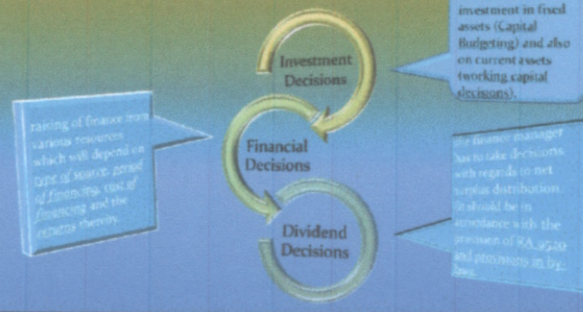 investment in fixed
assets (Capital
Budgeting) and also
on current assets
(working capital
decisions).
Investment
Decisions
raising of finance from
various resources
which will depend on
type of source, period
of financing, cost of
financing and the
returns thereby.
Financial
Decisions
the finance manager
has to take decisions
with regards to net
surplus distribution
(it should be in
accordance with the
provision of RA 9520
and provisions in by-
laws.
Dividend
Decisions